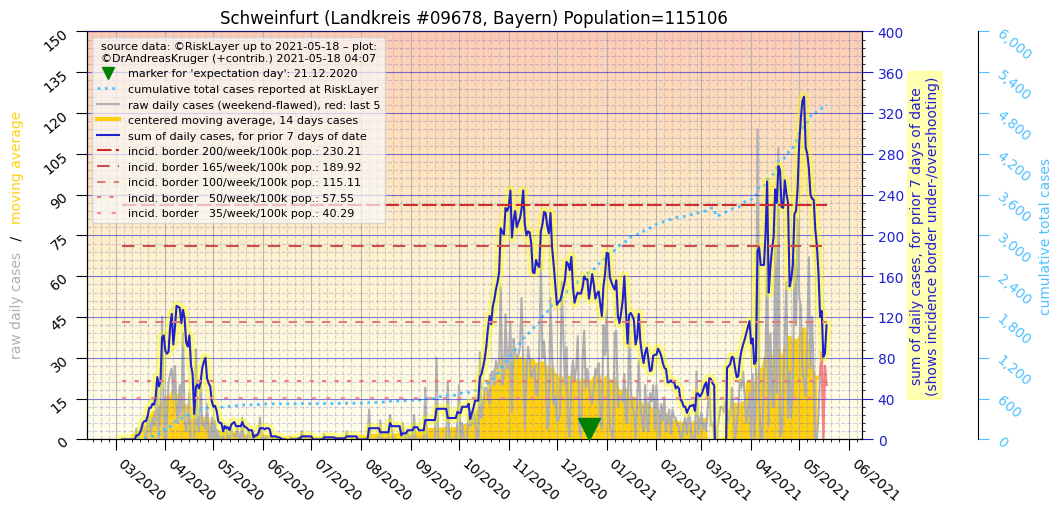 Schweinfurt (Landkreis #09678, Bayern) Population=115106
source data: ©RiskLayer up to 2021-05-18 – plot:
©DrAndreasKruger (+contrib.) 2021-05-18 04:07
marker for 'expectation day': 21.12.2020
cumulative total cases reported at RiskLayer
raw daily cases (weekend-flawed), red: last 5
centered moving average, 14 days cases
sum of daily cases, for prior 7 days of date
incid. border 200/week/100k pop.: 230.21
incid. border 165/week/100k pop.: 189.92
incid. border 100/week/100k pop.: 115.11
incid. border   50/week/100k pop.: 57.55
incid. border   35/week/100k pop.: 40.29
raw daily cases  /  moving average
150
135
120
105
90
75
60
45
30
15
0
03/2020
04/2020
05/2020
06/2020
07/2020
08/2020
09/2020
10/2020
11/2020
12/2020
01/2021
02/2021
03/2021
04/2021
05/2021
06/2021
400
360
320
280
240
200
160
120
80
40
0
sum of daily cases, for prior 7 days of date
(shows incidence border under-/overshooting)
6,000
5,400
4,800
4,200
3,600
3,000
2,400
1,800
1,200
600
0
cumulative total cases